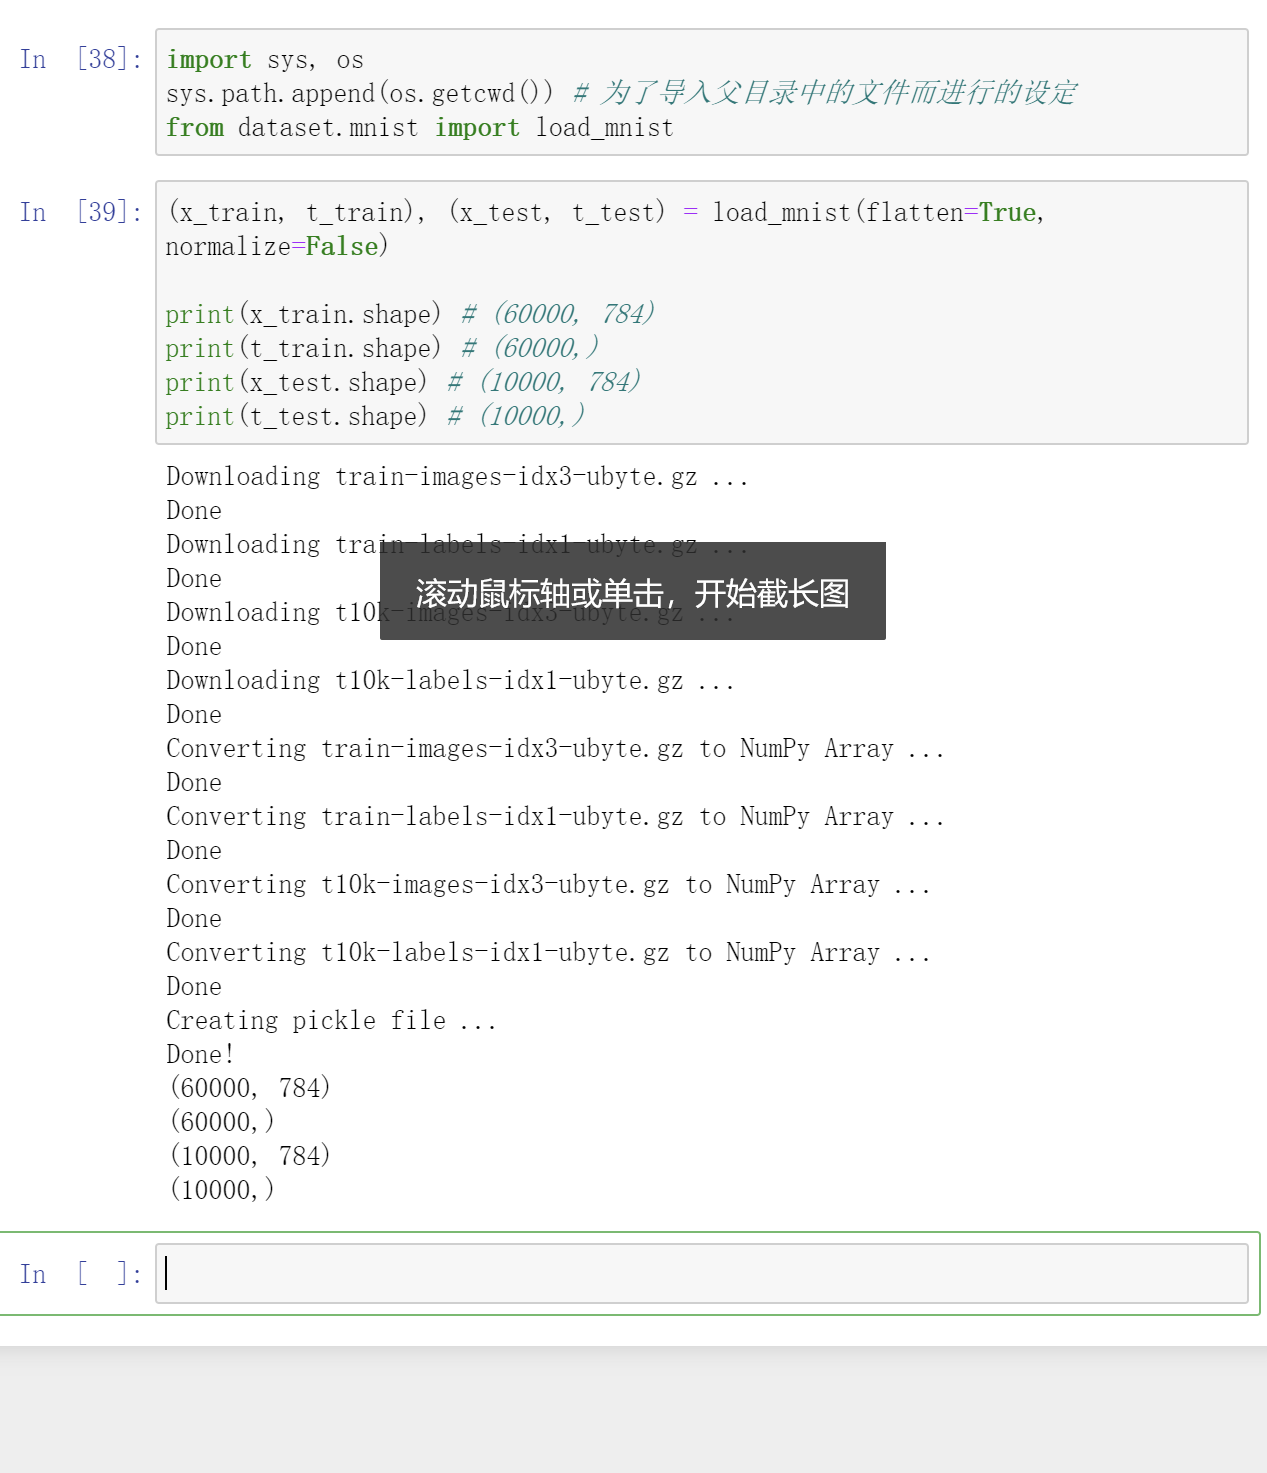 In [38]:
import sys, os
sys.path.append(os.getcwd()) # 为了导入父目录中的文件而进行的设定
from dataset.mnist import load_mnist
In [39]:
(x_train, t_train), (x_test, t_test) = load_mnist(flatten=True,
normalize=False)
print(x_train.shape) # (60000, 784)
print(t_train.shape) # (60000,)
print(x_test.shape) # (10000, 784)
print(t_test.shape) # (10000,)
Downloading train-images-idx3-ubyte.gz ...
Done
Downloading train-labels-idx1-ubyte.gz ...
Done
滚动鼠标轴或单击，开始截长图
Downloading t10k-images-idx3-ubyte.gz ...
Done
Downloading t10k-labels-idx1-ubyte.gz ...
Done
Converting train-images-idx3-ubyte.gz to NumPy Array ...
Done
Converting train-labels-idx1-ubyte.gz to NumPy Array ...
Done
Converting t10k-images-idx3-ubyte.gz to NumPy Array ...
Done
Converting t10k-labels-idx1-ubyte.gz to NumPy Array ...
Done
Creating pickle file ...
Done!
(60000, 784)
(60000,)
(10000, 784)
(10000,)
In [ ]: